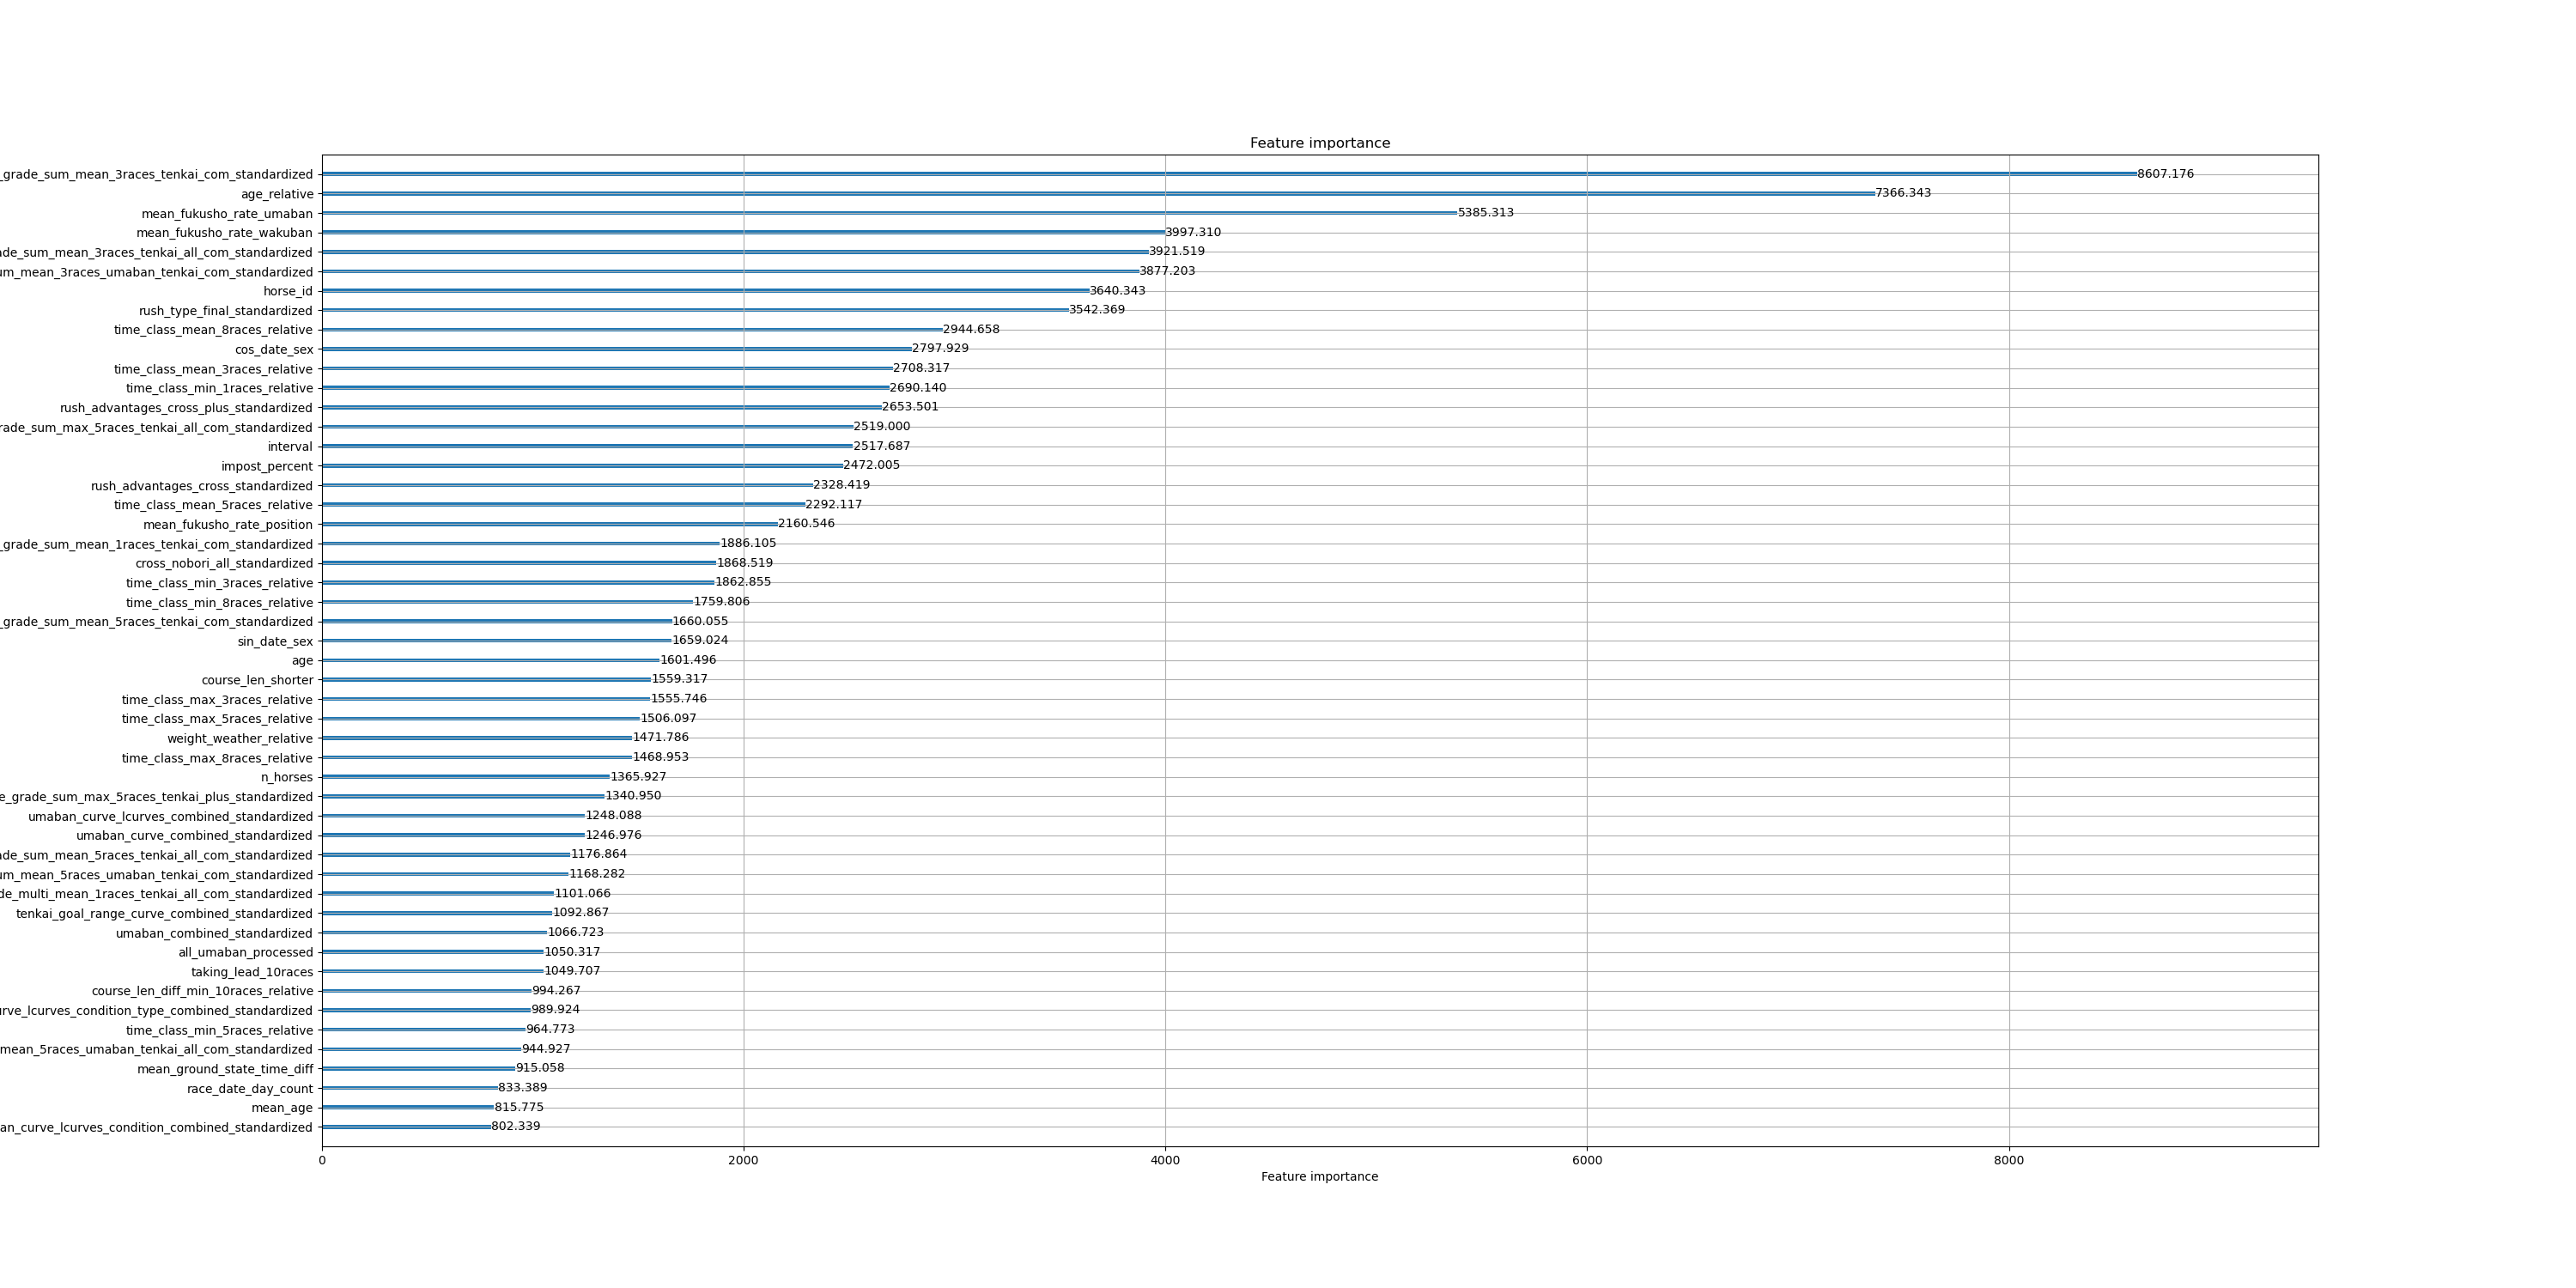 Feature importance
_grade_sum_mean_3races_tenkai_com_standardized 8607.176
age_relative 7366.343
mean_fukusho_rate_umaban 5385.313
mean_fukusho_rate_wakuban 3997.310
ade_sum_mean_3races_tenkai_all_com_standardized 3921.519
um_mean_3races_umaban_tenkai_com_standardized 3877.203
horse_id 3640.343
rush_type_final_standardized 3542.369
time_class_mean_8races_relative 2944.658
cos_date_sex 2797.929
time_class_mean_3races_relative 2708.317
time_class_min_1races_relative 2690.140
rush_advantages_cross_plus_standardized 2653.501
rade_sum_max_5races_tenkai_all_com_standardized 2519.000
interval 2517.687
impost_percent 2472.005
rush_advantages_cross_standardized 2328.419
time_class_mean_5races_relative 2292.117
mean_fukusho_rate_position 2160.546
_grade_sum_mean_1races_tenkai_com_standardized 1886.105
cross_nobori_all_standardized 1868.519
time_class_min_3races_relative 1862.855
time_class_min_8races_relative 1759.806
_grade_sum_mean_5races_tenkai_com_standardized 1660.055
sin_date_sex 1659.024
age 1601.496
course_len_shorter 1559.317
time_class_max_3races_relative 1555.746
time_class_max_5races_relative 1506.097
weight_weather_relative 1471.786
time_class_max_8races_relative 1468.953
n_horses 1365.927
e_grade_sum_max_5races_tenkai_plus_standardized 1340.950
umaban_curve_lcurves_combined_standardized 1248.088
umaban_curve_combined_standardized 1246.976
ade_sum_mean_5races_tenkai_all_com_standardized 1176.864
um_mean_5races_umaban_tenkai_com_standardized 1168.282
de_multi_mean_1races_tenkai_all_com_standardized 1101.066
tenkai_goal_range_curve_combined_standardized 1092.867
umaban_combined_standardized 1066.723
all_umaban_processed 1050.317
taking_lead_10races 1049.707
course_len_diff_min_10races_relative 994.267
urve_lcurves_condition_type_combined_standardized 989.924
time_class_min_5races_relative 964.773
mean_5races_umaban_tenkai_all_com_standardized 944.927
mean_ground_state_time_diff 915.058
race_date_day_count 833.389
mean_age 815.775
an_curve_lcurves_condition_combined_standardized 802.339
0 2000 4000 6000 8000
Feature importance